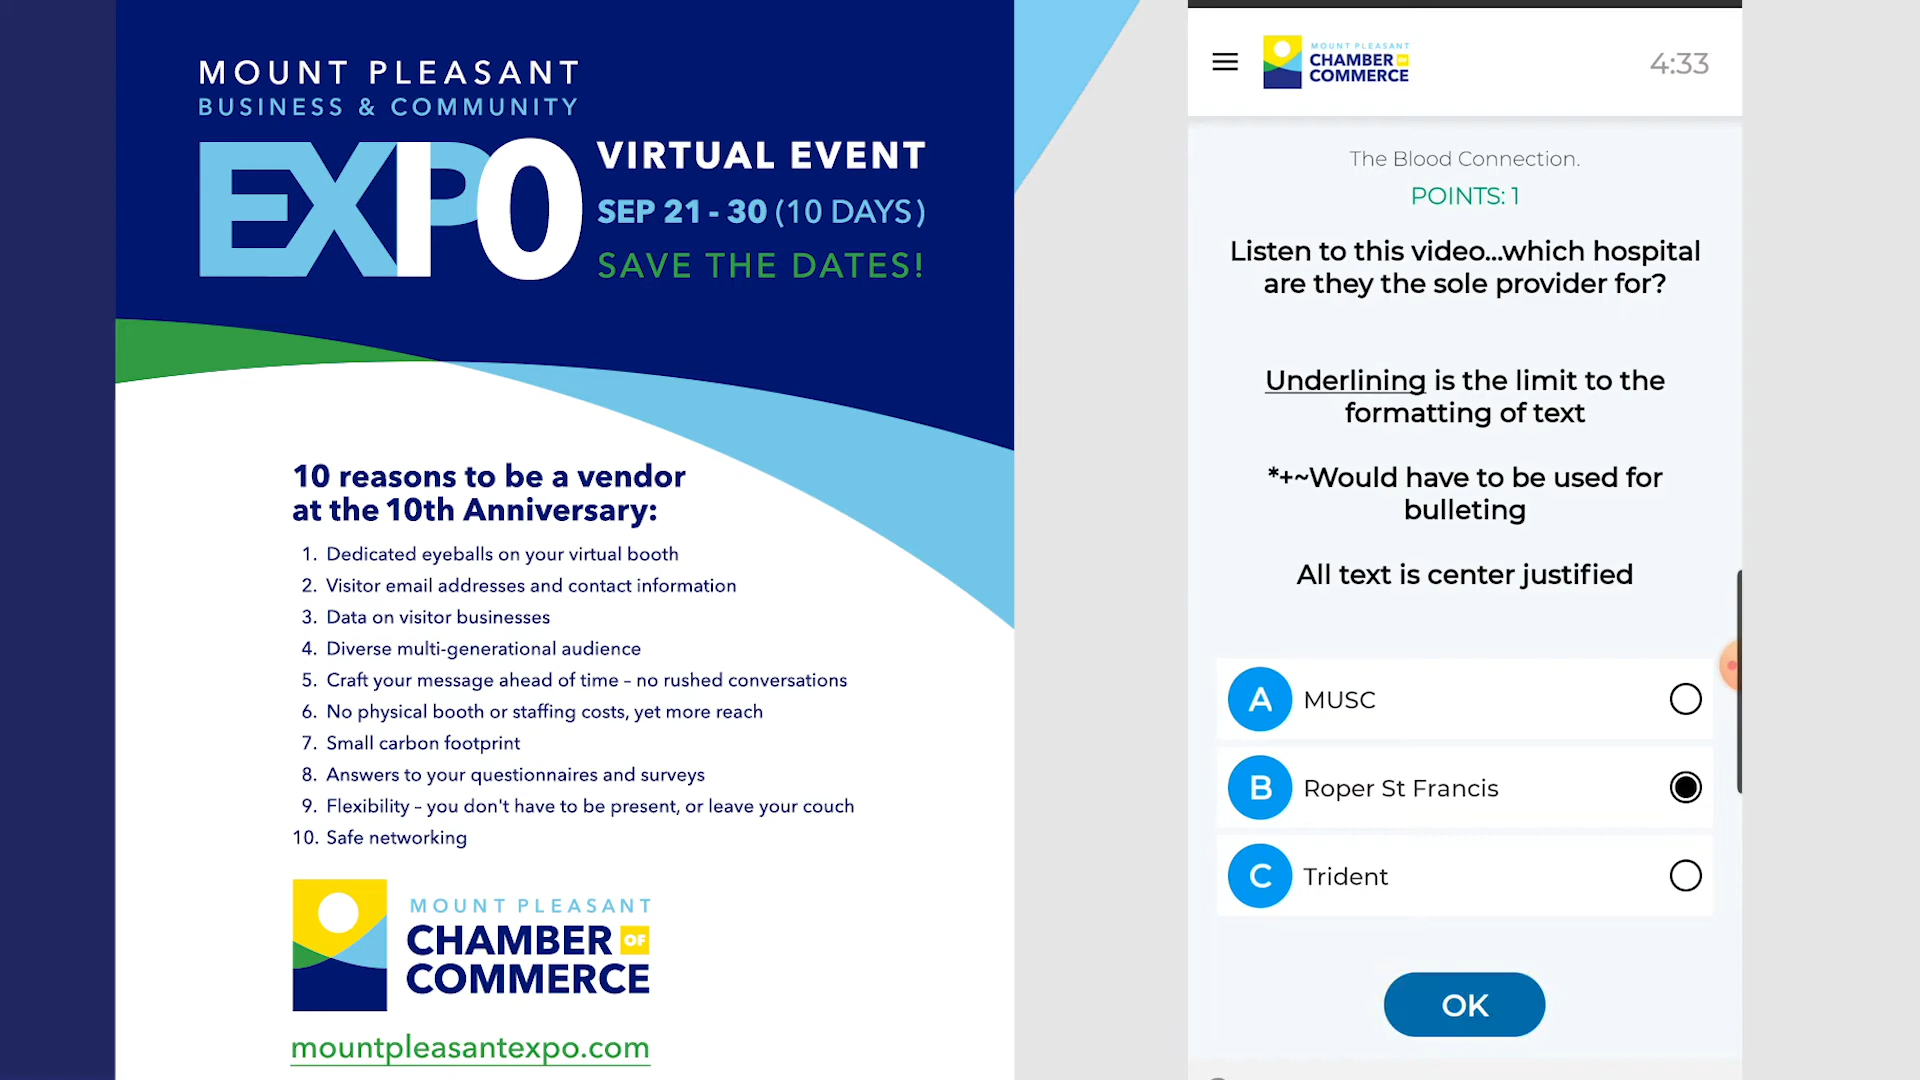 MOUNT PLEASANT
BUSINESS & COMMUNITY
EXPO
VIRTUAL EVENT
SEP 21 - 30 (10 DAYS)
SAVE THE DATES!
10 reasons to be a vendor
at the 10th Anniversary:
1. Dedicated eyeballs on your virtual booth
2. Visitor email addresses and contact information
3. Data on visitor businesses
4. Diverse multi-generational audience
5. Craft your message ahead of time – no rushed conversations
6. No physical booth or staffing costs, yet more reach
7. Small carbon footprint
8. Answers to your questionnaires and surveys
9. Flexibility – you don't have to be present, or leave your couch
10. Safe networking
MOUNT PLEASANT
CHAMBER OF
COMMERCE
mountpleasantexpo.com
MOUNT PLEASANT
CHAMBER OF
COMMERCE
4:33
The Blood Connection.
POINTS: 1
Listen to this video...which hospital
are they the sole provider for?
Underlining is the limit to the
formatting of text
*+~Would have to be used for
bulleting
All text is center justified
A MUSC
B Roper St Francis
C Trident
OK